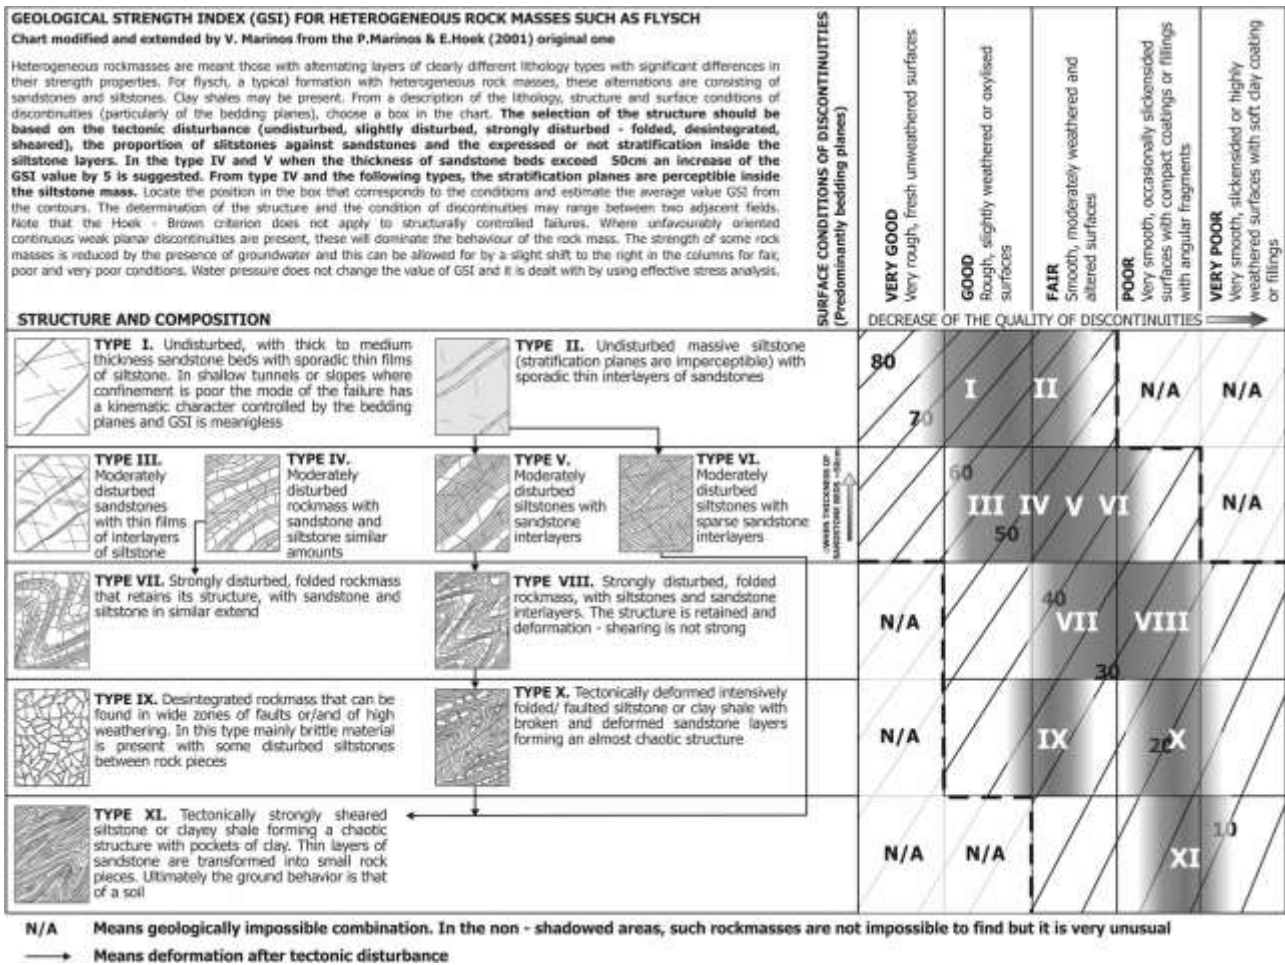 GEOLOGICAL STRENGTH INDEX (GSI) FOR HETEROGENEOUS ROCK MASSES SUCH AS FLYSCH
Chart modified and extended by V. Marinos from the P.Marinos & E.Hoek (2001) original one
Heterogeneous rockmasses are meant those with alternating layers of clearly different lithology types with significant differences in
their strength properties. For flysch, a typical formation with heterogeneous rock masses, these alternations are consisting of
sandstones and siltstones. Clay shales may be present. From a description of the lithology, structure and surface conditions of
discontinuities (particularly of the bedding planes), choose a box in the chart. The selection of the structure should be
based on the tectonic disturbance (undisturbed, slightly disturbed, strongly disturbed - folded, desintegrated,
sheared), the proportion of slitstones against sandstones and the expressed or not stratification inside the
siltstone layers. In the type IV and V when the thickness of sandstone beds exceed 50cm an increase of the
GSI value by 5 is suggested. From type IV and the following types, the stratification planes are perceptible inside
the siltstone mass. Locate the position in the box that corresponds to the conditions and estimate the average value GSI from
the contours. The determination of the structure and the condition of discontinuities may range between two adjacent fields.
Note that the Hoek - Brown criterion does not apply to structurally controlled failures. Where unfavourably oriented
continuous weak planar discontinuities are present, these will dominate the behaviour of the rock mass. The strength of some rock
masses is reduced by the presence of groundwater and this can be allowed for by a slight shift to the right in the columns for fair,
poor and very poor conditions. Water pressure does not change the value of GSI and it is dealt with by using effective stress analysis.
STRUCTURE AND COMPOSITION
SURFACE CONDITIONS OF DISCONTINUITIES
(Predominantly bedding planes)
VERY GOOD
Very rough, fresh unweathered surfaces
GOOD
Rough, slightly weathered or oxylised
surfaces
FAIR
Smooth, moderately weathered and
altered surfaces
POOR
Very smooth, occasionally slickensided
surfaces with compact coatings or fillings
with angular fragments
VERY POOR
Very smooth, slickensided or highly
weathered surfaces with soft clay coating
or fillings
DECREASE OF THE QUALITY OF DISCONTINUITIES
TYPE I. Undisturbed, with thick to medium
thickness sandstone beds with sporadic thin films
of siltstone. In shallow tunnels or slopes where
confinement is poor the mode of the failure has
a kinematic character controlled by the bedding
planes and GSI is meanigless
TYPE II. Undisturbed massive siltstone
(stratification planes are imperceptible) with
sporadic thin interlayers of sandstones
80
70
I
II
N/A
N/A
TYPE III.
Moderately
disturbed
sandstones
with thin films
of interlayers
of siltstone
TYPE IV.
Moderately
disturbed
rockmass with
sandstone and
siltstone similar
amounts
TYPE V.
Moderately
disturbed
siltstones with
sandstone
interlayers
TYPE VI.
Moderately
disturbed
siltstones with
sparse sandstone
interlayers
WHEN THICKNESS OF
SANDSTONE BEDS >50cm
60
III IV V VI
50
N/A
TYPE VII. Strongly disturbed, folded rockmass
that retains its structure, with sandstone and
siltstone in similar extend
TYPE VIII. Strongly disturbed, folded
rockmass, with siltstones and sandstone
interlayers. The structure is retained and
deformation - shearing is not strong
N/A
40
VII
VIII
30
TYPE IX. Desintegrated rockmass that can be
found in wide zones of faults or/and of high
weathering. In this type mainly brittle material
is present with some disturbed siltstones
between rock pieces
TYPE X. Tectonically deformed intensively
folded/ faulted siltstone or clay shale with
broken and deformed sandstone layers
forming an almost chaotic structure
N/A
IX
20
X
TYPE XI. Tectonically strongly sheared
siltstone or clayey shale forming a chaotic
structure with pockets of clay. Thin layers of
sandstone are transformed into small rock
pieces. Ultimately the ground behavior is that
of a soil
N/A
N/A
10
XI
N/A Means geologically impossible combination. In the non - shadowed areas, such rockmasses are not impossible to find but it is very unusual
Means deformation after tectonic disturbance